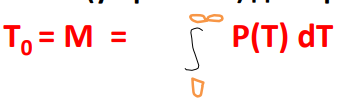 T₀ = M = ∫₀^∞ P(T) dT